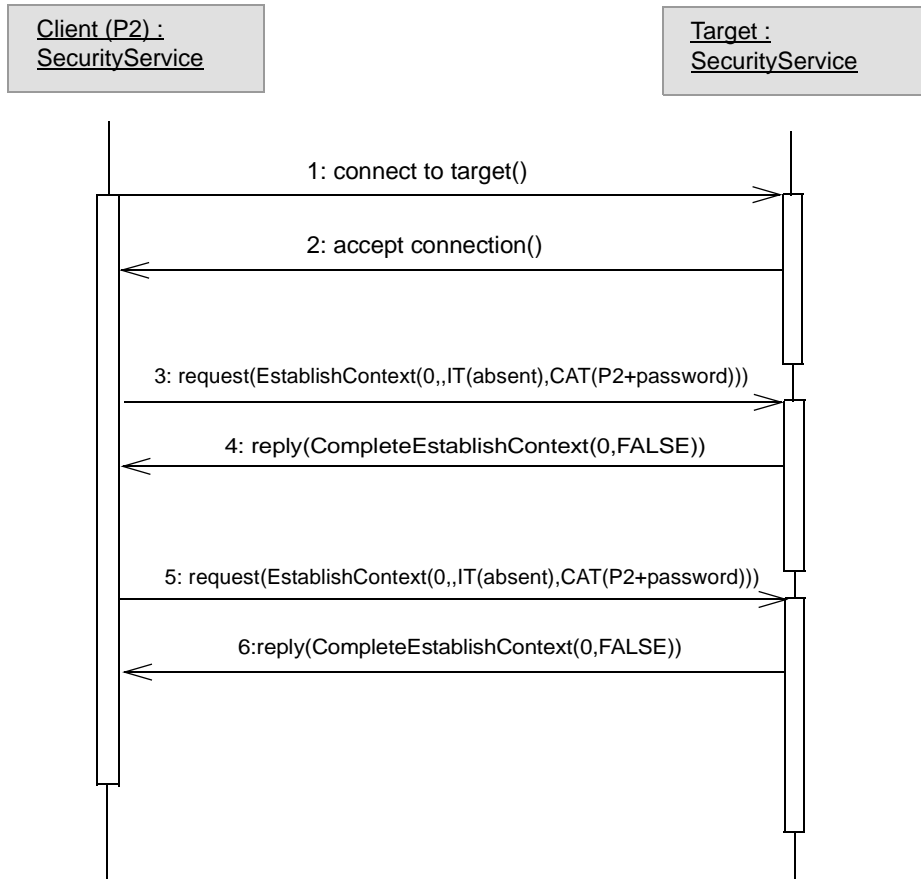 Client (P2) :
SecurityService
Target :
SecurityService
1: connect to target()
2: accept connection()
3: request(EstablishContext(0,,IT(absent),CAT(P2+password)))
4: reply(CompleteEstablishContext(0,FALSE))
5: request(EstablishContext(0,,IT(absent),CAT(P2+password)))
6:reply(CompleteEstablishContext(0,FALSE))